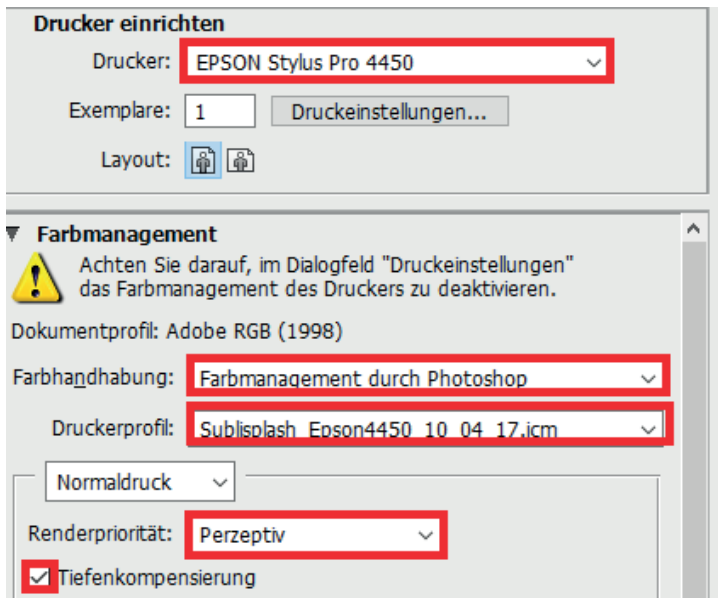 Drucker einrichten
Drucker: EPSON Stylus Pro 4450
Exemplare: 1 Druckeinstellungen...
Layout:
Farbmanagement
Achten Sie darauf, im Dialogfeld "Druckeinstellungen"
das Farbmanagement des Druckers zu deaktivieren.
Dokumentprofil: Adobe RGB (1998)
Farbhandhabung: Farbmanagement durch Photoshop
Druckerprofil: Sublisplash_Epson4450_10_04_17.icm
Normaldruck
Renderpriorität: Perzeptiv
Tiefenkompensierung